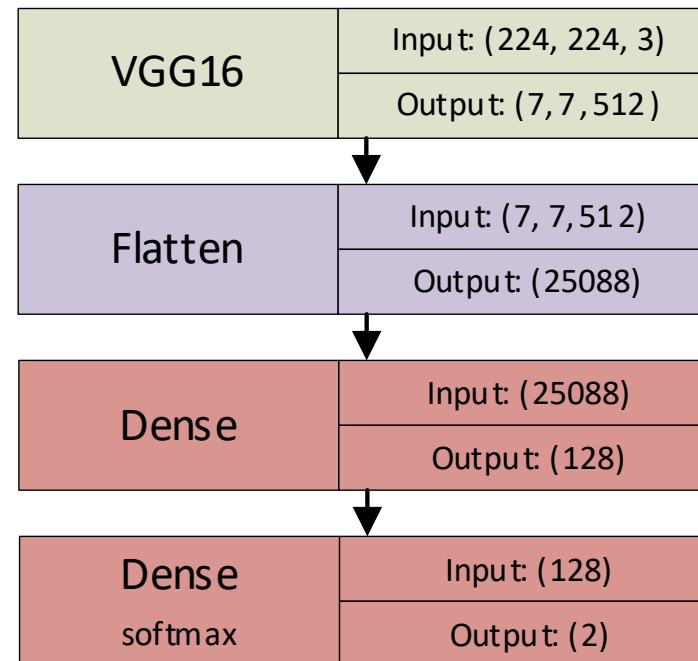 VGG16
Input: (224, 224, 3)
Output: (7, 7, 512)
Flatten
Input: (7, 7, 512)
Output: (25088)
Dense
Input: (25088)
Output: (128)
Dense
softmax
Input: (128)
Output: (2)